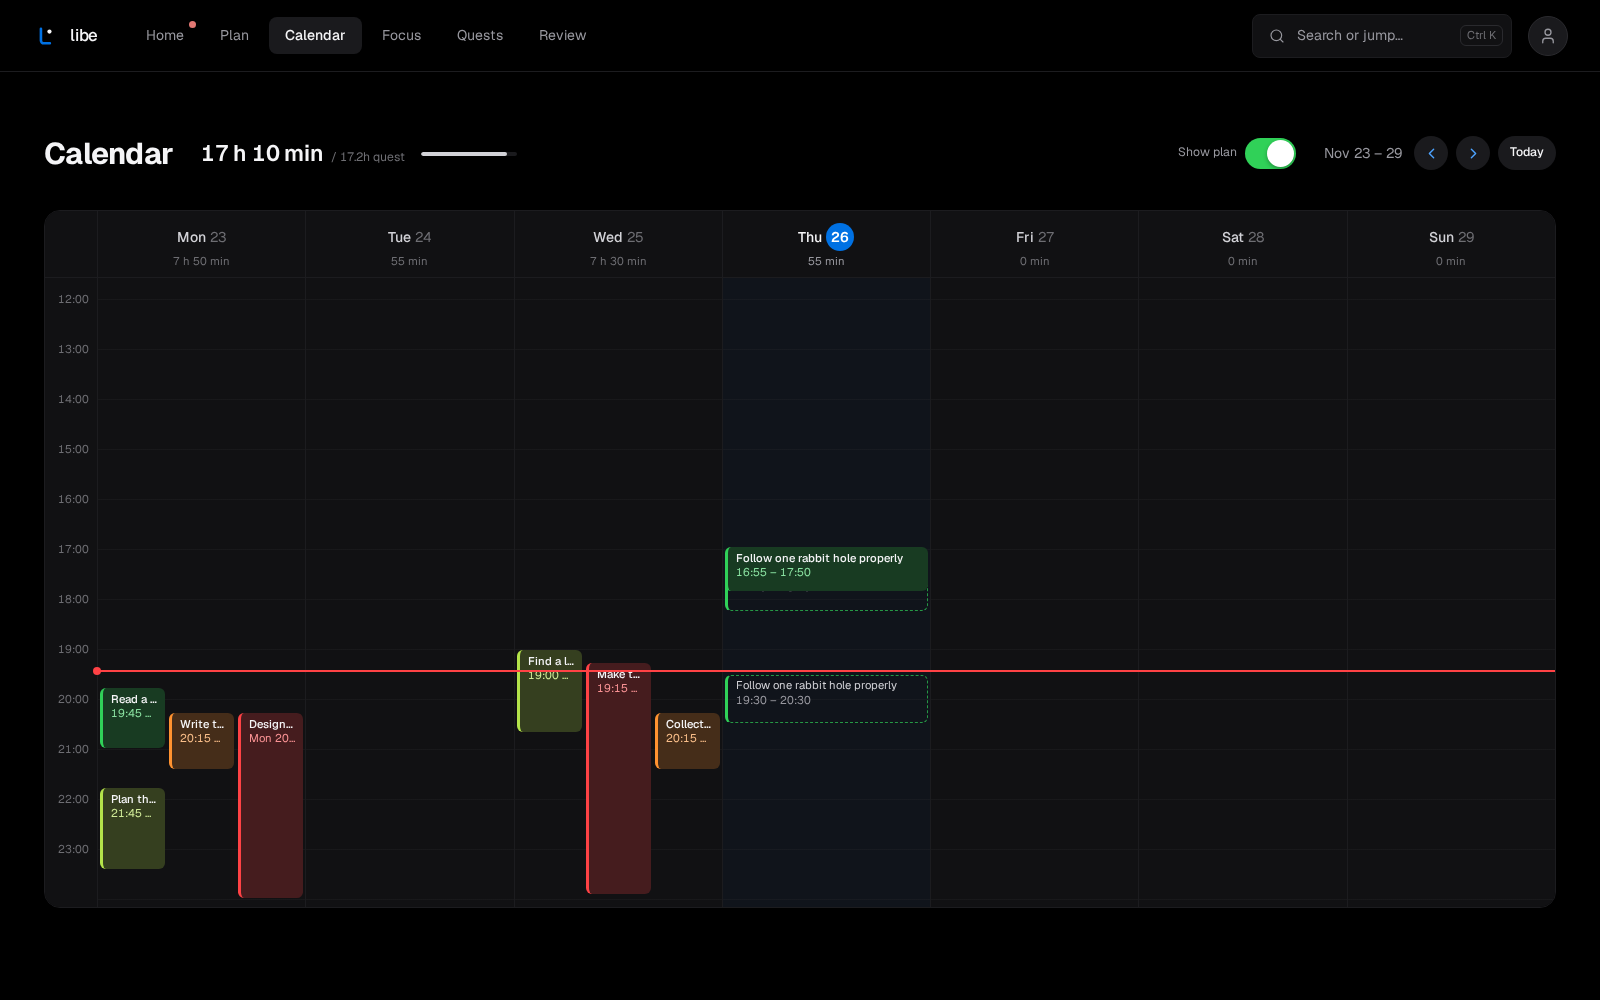 libe
Home
Plan
Calendar
Focus
Quests
Review
Search or jump...
Ctrl K
Calendar
17 h 10 min / 17.2h quest
Show plan
Nov 23 – 29
Today
Mon 23
7 h 50 min
Tue 24
55 min
Wed 25
7 h 30 min
Thu 26
55 min
Fri 27
0 min
Sat 28
0 min
Sun 29
0 min
12:00
13:00
14:00
15:00
16:00
17:00
18:00
19:00
20:00
21:00
22:00
23:00
Read a ...
19:45 ...
Write t...
20:15 ...
Design...
Mon 20...
Plan th...
21:45 ...
Find a l...
19:00 ...
Make t...
19:15 ...
Collect...
20:15 ...
Follow one rabbit hole properly
16:55 – 17:50
Follow one rabbit hole properly
19:30 – 20:30